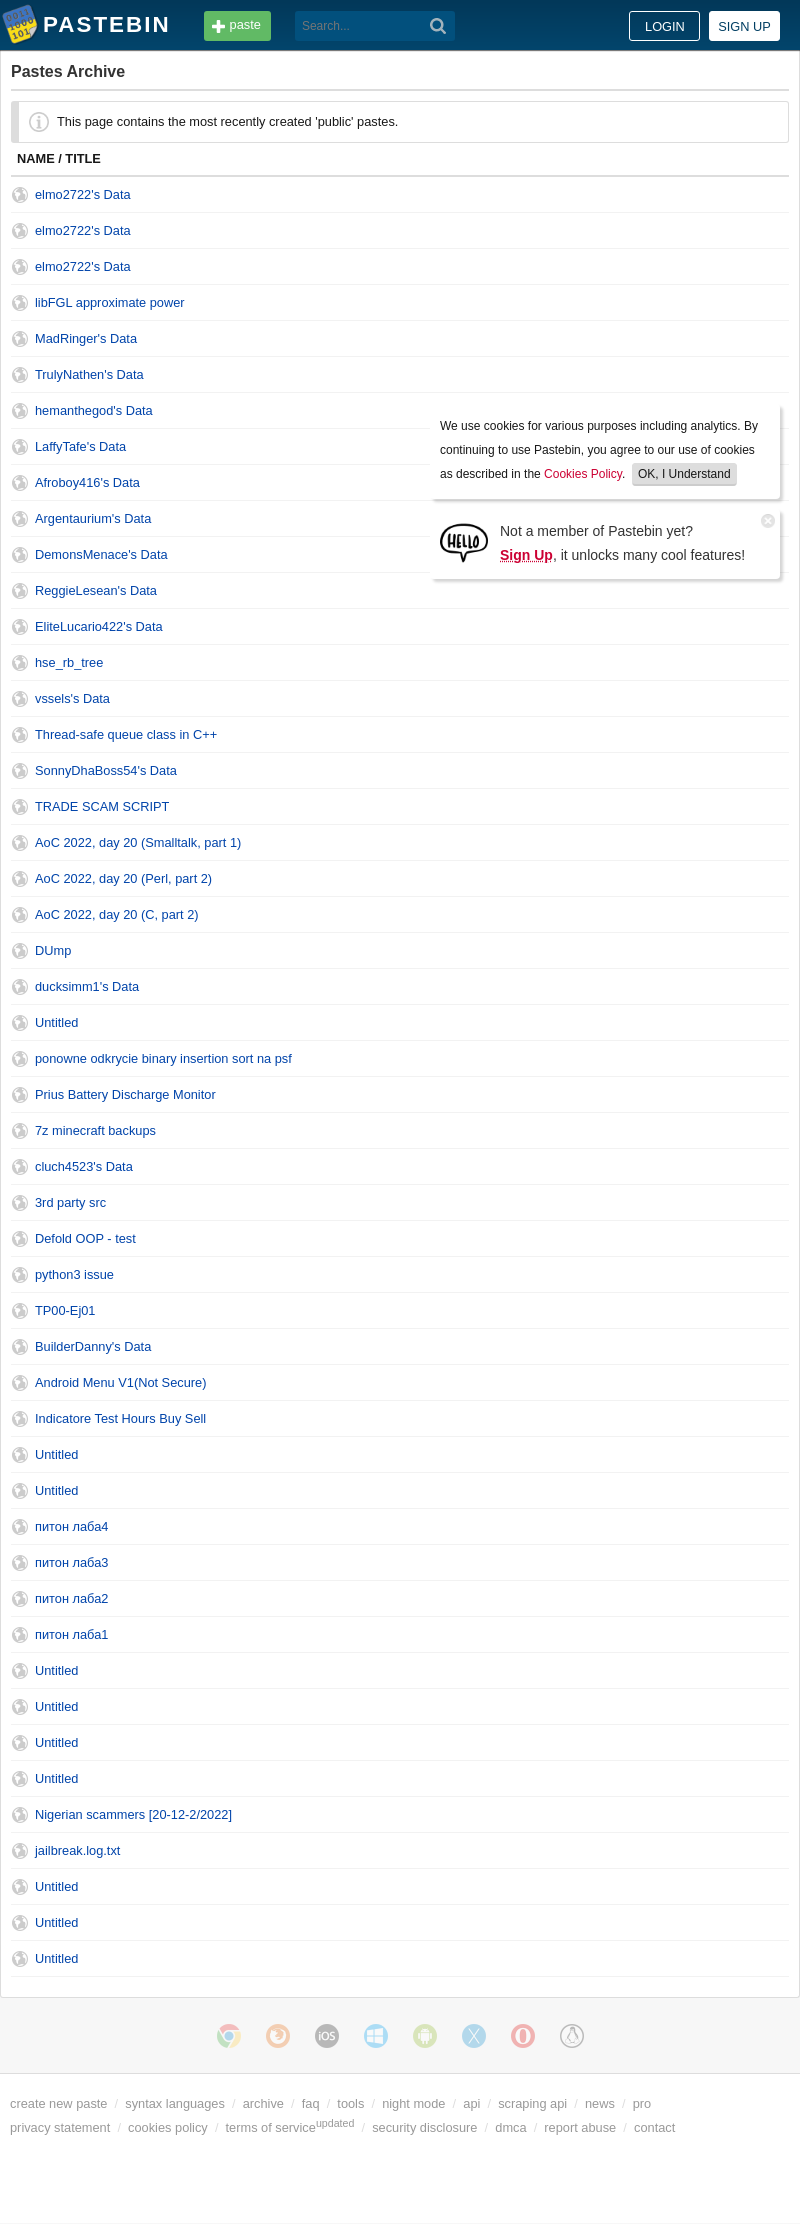 PASTEBIN
paste
Search...
LOGIN
SIGN UP
Pastes Archive
This page contains the most recently created 'public' pastes.
NAME / TITLE
elmo2722's Data
elmo2722's Data
elmo2722's Data
libFGL approximate power
MadRinger's Data
TrulyNathen's Data
hemanthegod's Data
LaffyTafe's Data
Afroboy416's Data
Argentaurium's Data
DemonsMenace's Data
ReggieLesean's Data
EliteLucario422's Data
hse_rb_tree
vssels's Data
Thread-safe queue class in C++
SonnyDhaBoss54's Data
TRADE SCAM SCRIPT
AoC 2022, day 20 (Smalltalk, part 1)
AoC 2022, day 20 (Perl, part 2)
AoC 2022, day 20 (C, part 2)
DUmp
ducksimm1's Data
Untitled
ponowne odkrycie binary insertion sort na psf
Prius Battery Discharge Monitor
7z minecraft backups
cluch4523's Data
3rd party src
Defold OOP - test
python3 issue
TP00-Ej01
BuilderDanny's Data
Android Menu V1(Not Secure)
Indicatore Test Hours Buy Sell
Untitled
Untitled
питон лаба4
питон лаба3
питон лаба2
питон лаба1
Untitled
Untitled
Untitled
Untitled
Nigerian scammers [20-12-2/2022]
jailbreak.log.txt
Untitled
Untitled
Untitled
We use cookies for various purposes including analytics. By
continuing to use Pastebin, you agree to our use of cookies
as described in the Cookies Policy. OK, I Understand
HELLO
Not a member of Pastebin yet?
Sign Up, it unlocks many cool features!
iOS
create new paste / syntax languages / archive / faq / tools / night mode / api / scraping api / news / pro
privacy statement / cookies policy / terms of service updated / security disclosure / dmca / report abuse / contact